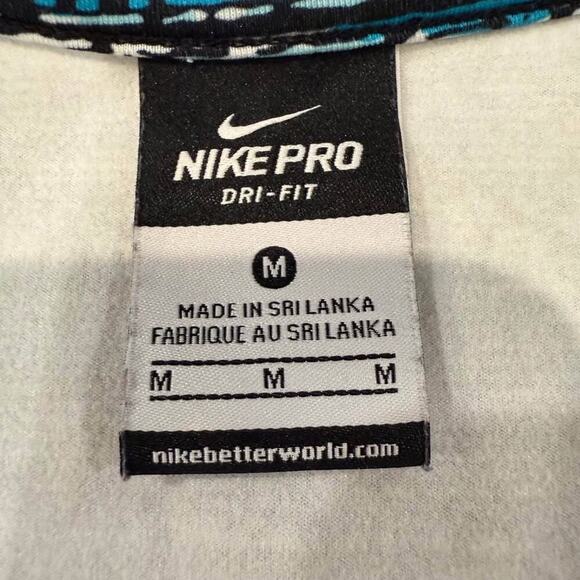 NIKE PRO
DRI-FIT
M
MADE IN SRI LANKA
FABRIQUE AU SRI LANKA
M M M
nikebetterworld.com